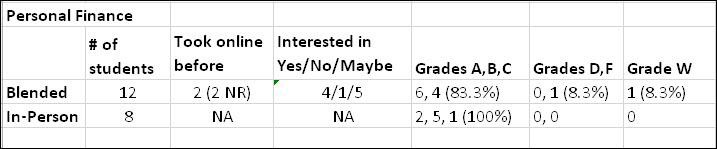 Personal Finance
# of students Took online before Interested in Yes/No/Maybe Grades A,B,C Grades D,F Grade W
Blended 12 2 (2 NR) 4/1/5 6, 4 (83.3%) 0, 1 (8.3%) 1 (8.3%)
In-Person 8 NA NA 2, 5, 1 (100%) 0, 0 0